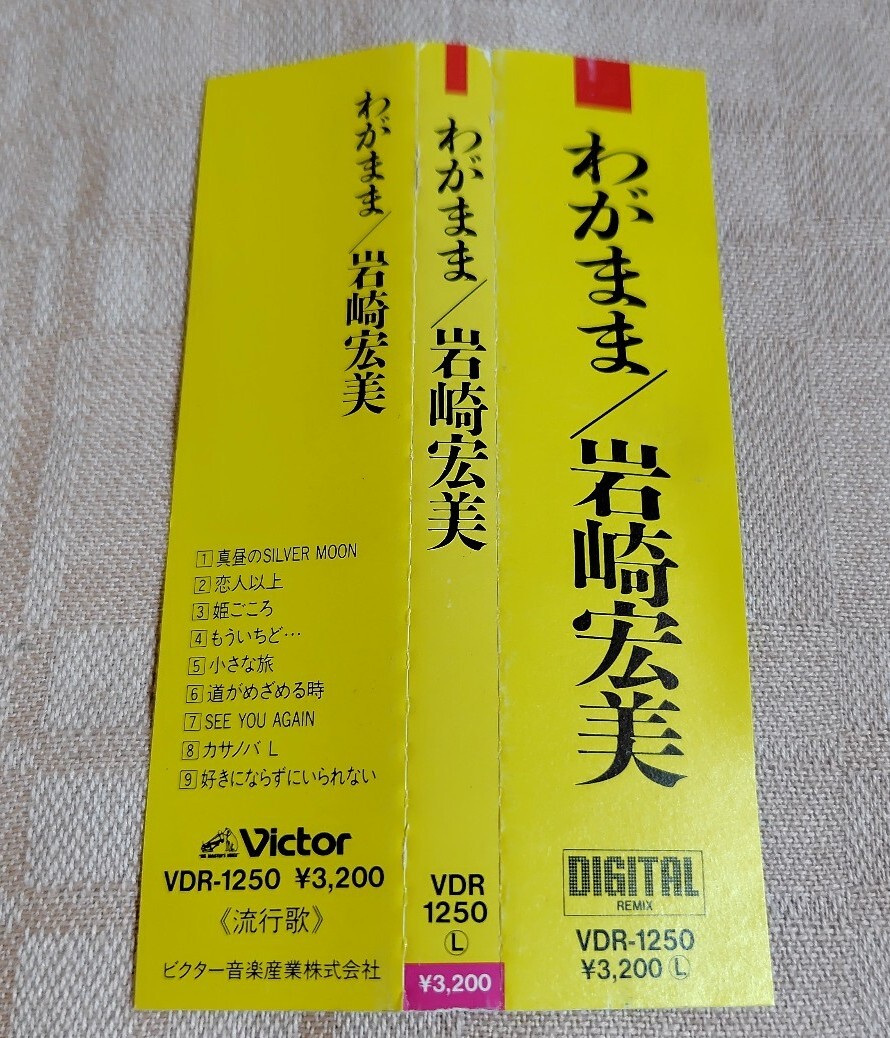 わがまま/岩崎宏美
1 真昼のSILVER MOON
2 恋人以上
3 姫ごころ
4 もういちど…
5 小さな旅
6 道がめざめる時
7 SEE YOU AGAIN
8 カサノバ L
9 好きにならずにいられない
Victor
VDR-1250 ¥3,200
《流行歌》
ビクター音楽産業株式会社
わがまま/岩崎宏美
VDR
1250
Ⓛ
¥3,200
わがまま/岩崎宏美
DIGITAL
REMIX
VDR-1250
¥3,200 Ⓛ